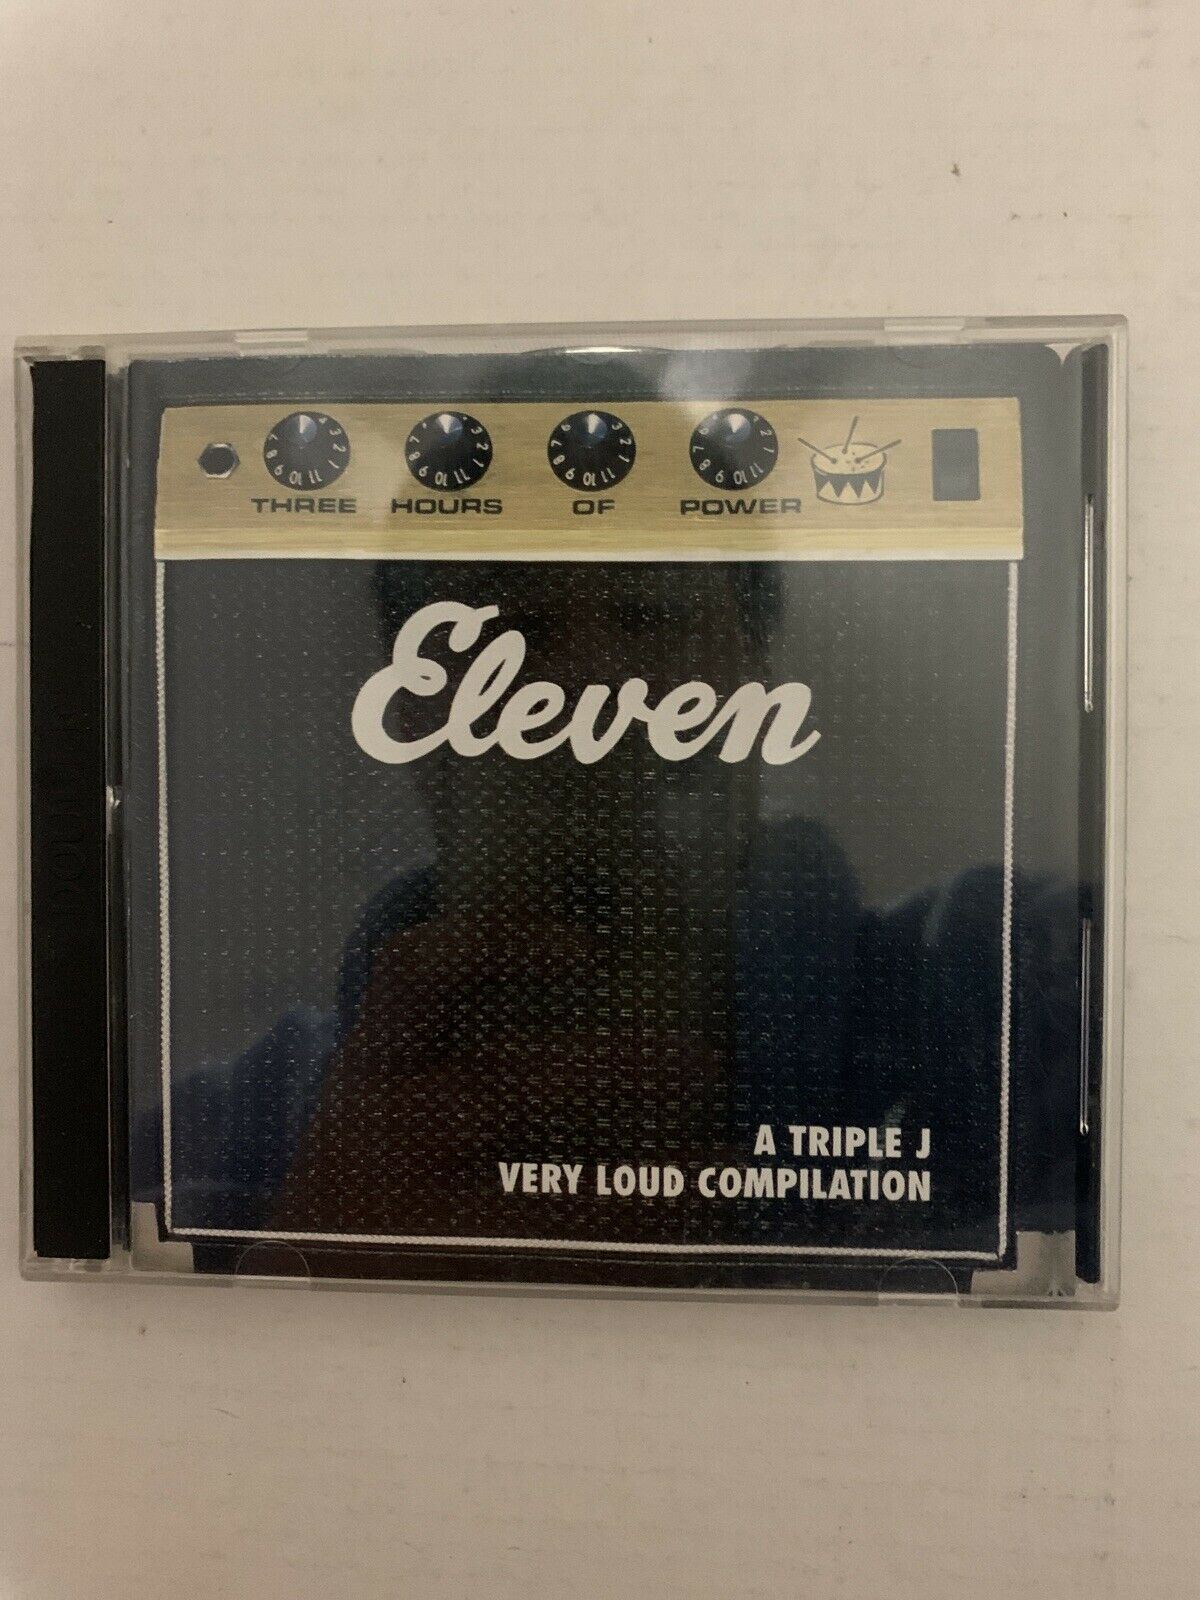 THREE HOURS OF POWER
Eleven
A TRIPLE J
VERY LOUD COMPILATION